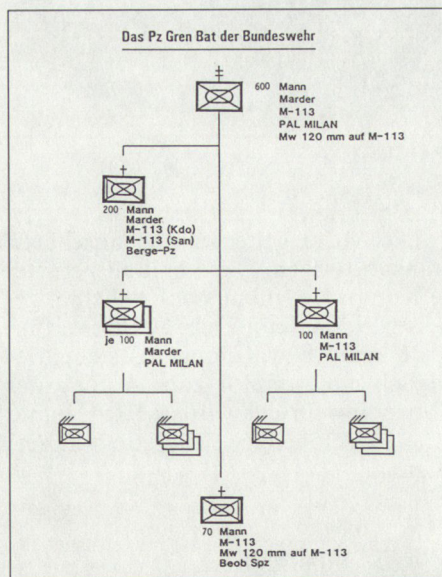 Das Pz Gren Bat der Bundeswehr
600 Mann
Marder
M-113
PAL MILAN
Mw 120 mm auf M-113
200 Mann
Marder
M-113 (Kdo)
M-113 (San)
Berge-Pz
je 100 Mann
Marder
PAL MILAN
100 Mann
M-113
PAL MILAN
70 Mann
M-113
Mw 120 mm auf M-113
Beob Spz